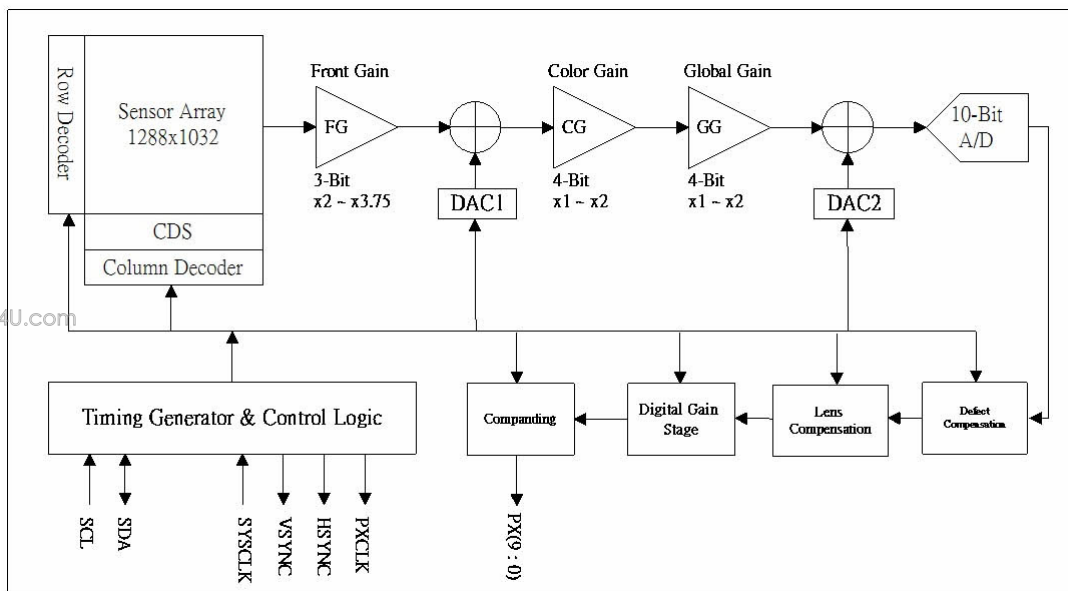 Row Decoder
Sensor Array
1288x1032
CDS
Column Decoder
Front Gain
FG
3-Bit
x2 ~ x3.75
DAC1
Color Gain
CG
4-Bit
x1 ~ x2
Global Gain
GG
4-Bit
x1 ~ x2
DAC2
10-Bit
A/D
4U.com
Timing Generator & Control Logic
Companding
Digital Gain
Stage
Lens
Compensation
Defect
Compensation
SCL
SDA
SYSCLK
VSYNC
HSYNC
PXCLK
PX(9 : 0)